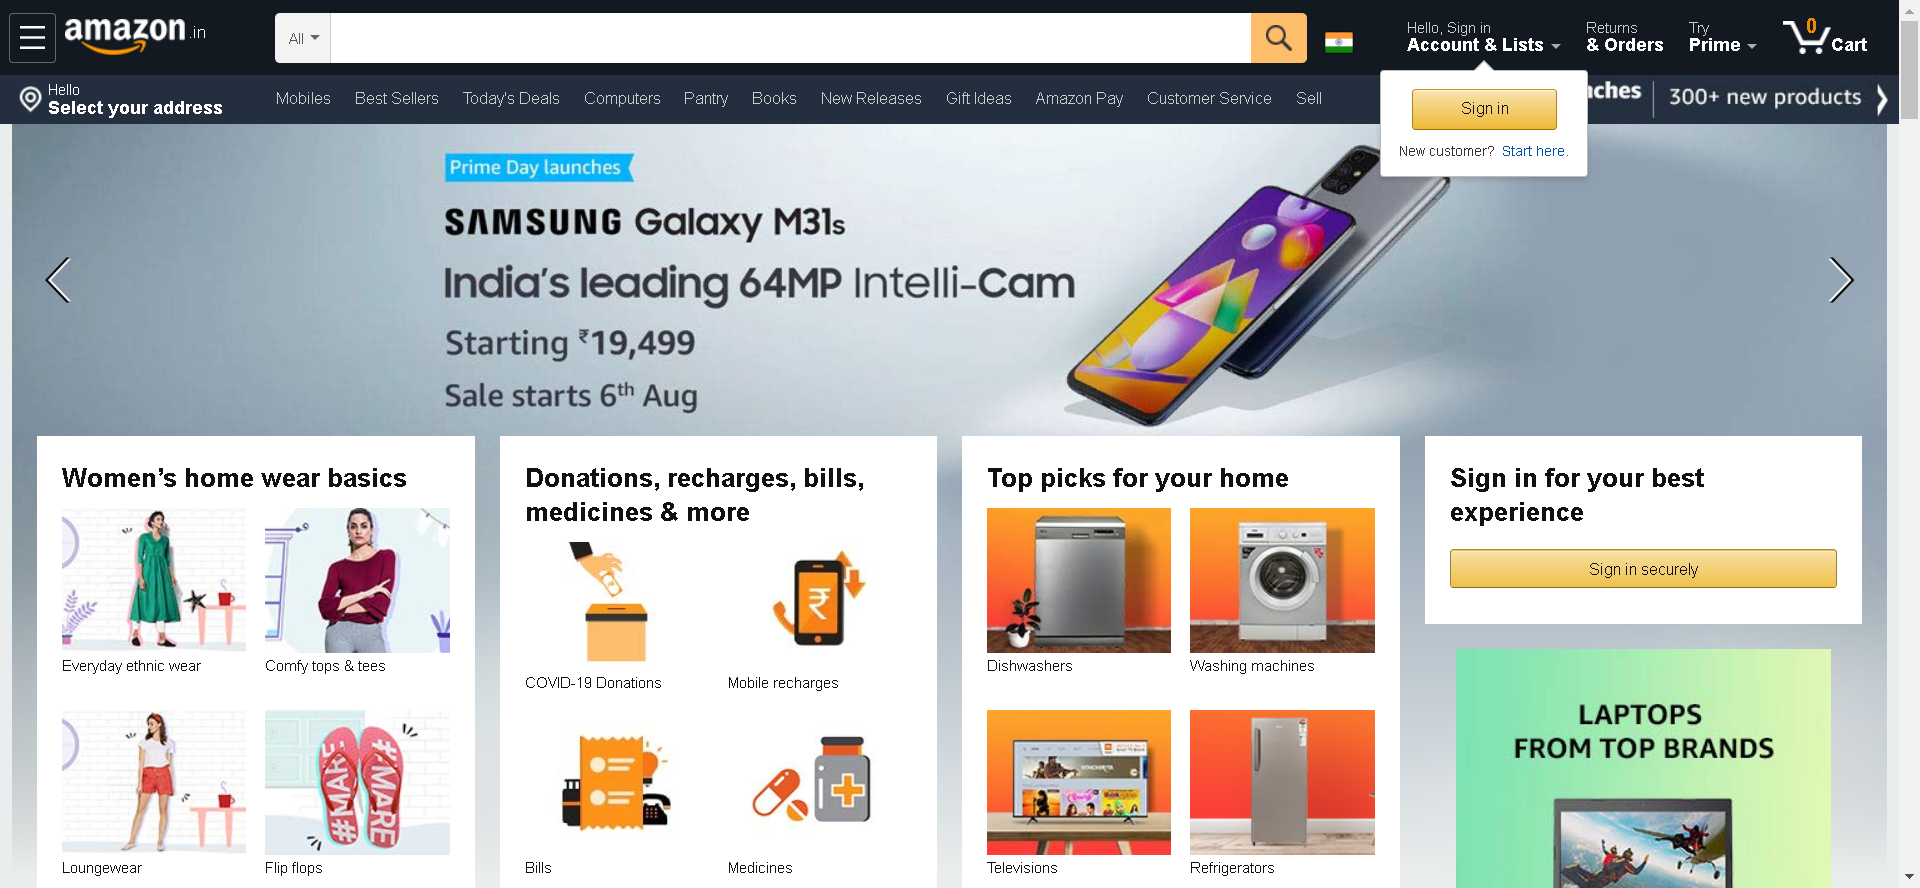 amazon.in
All
Hello, Sign in
Account & Lists
Returns
& Orders
Try
Prime
0
Cart
Hello
Select your address
Mobiles
Best Sellers
Today's Deals
Computers
Pantry
Books
New Releases
Gift Ideas
Amazon Pay
Customer Service
Sell
300+ new products
Sign in
New customer? Start here.
Prime Day launches
SAMSUNG Galaxy M31s
India's leading 64MP Intelli-Cam
Starting ₹19,499
Sale starts 6th Aug
Women's home wear basics
Everyday ethnic wear
Comfy tops & tees
Loungewear
#MAKE
#MARE
Flip flops
Donations, recharges, bills,
medicines & more
COVID-19 Donations
Mobile recharges
Bills
Medicines
Top picks for your home
Dishwashers
Washing machines
Televisions
Refrigerators
Sign in for your best
experience
Sign in securely
LAPTOPS
FROM TOP BRANDS